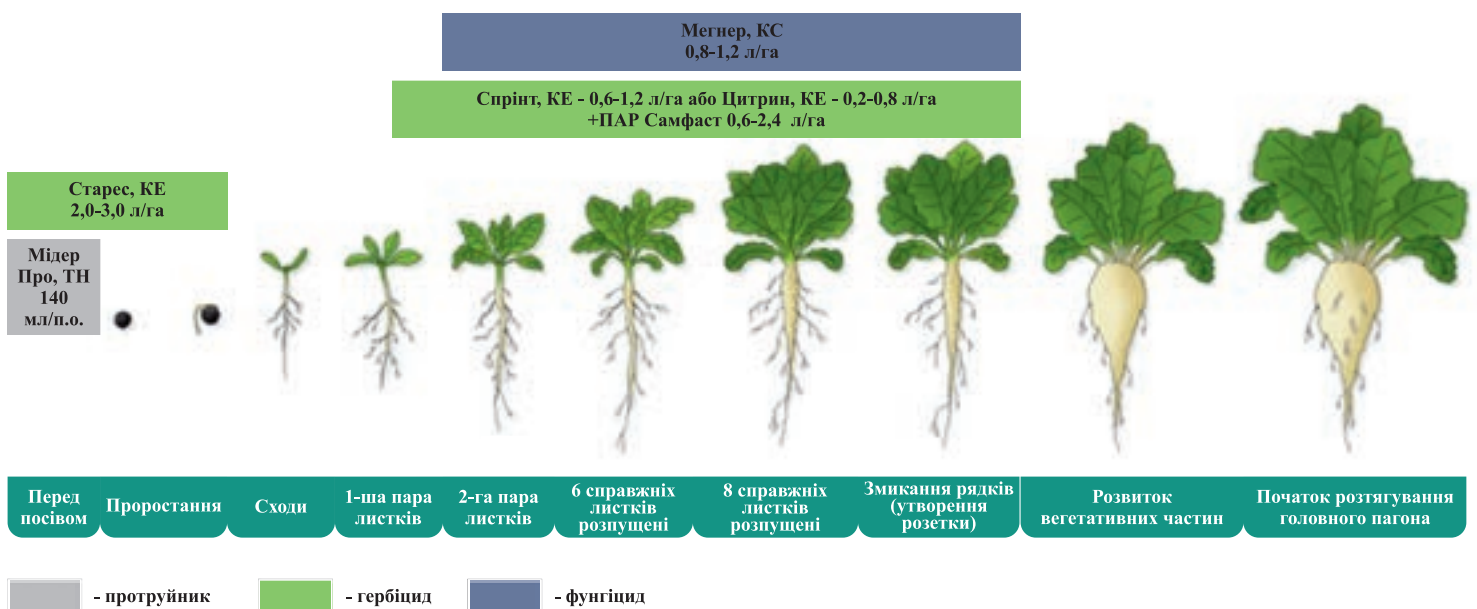 Мегнер, КС
0,8-1,2 л/га
Спрінт, КЕ - 0,6-1,2 л/га або Цитрин, КЕ - 0,2-0,8 л/га
+ПАР Самфаст 0,6-2,4 л/га
Старес, КЕ
2,0-3,0 л/га
Мідер
Про, ТН
140
мл/п.о.
Перед
посівом
Проростання
Сходи
1-ша пара
листків
2-га пара
листків
6 справжніх
листків
розпущені
8 справжніх
листків
розпущені
Змикання рядків
(утворення
розетки)
Розвиток
вегетативних частин
Початок розтягування
головного пагона
- протруйник
- гербіцид
- фунгіцид